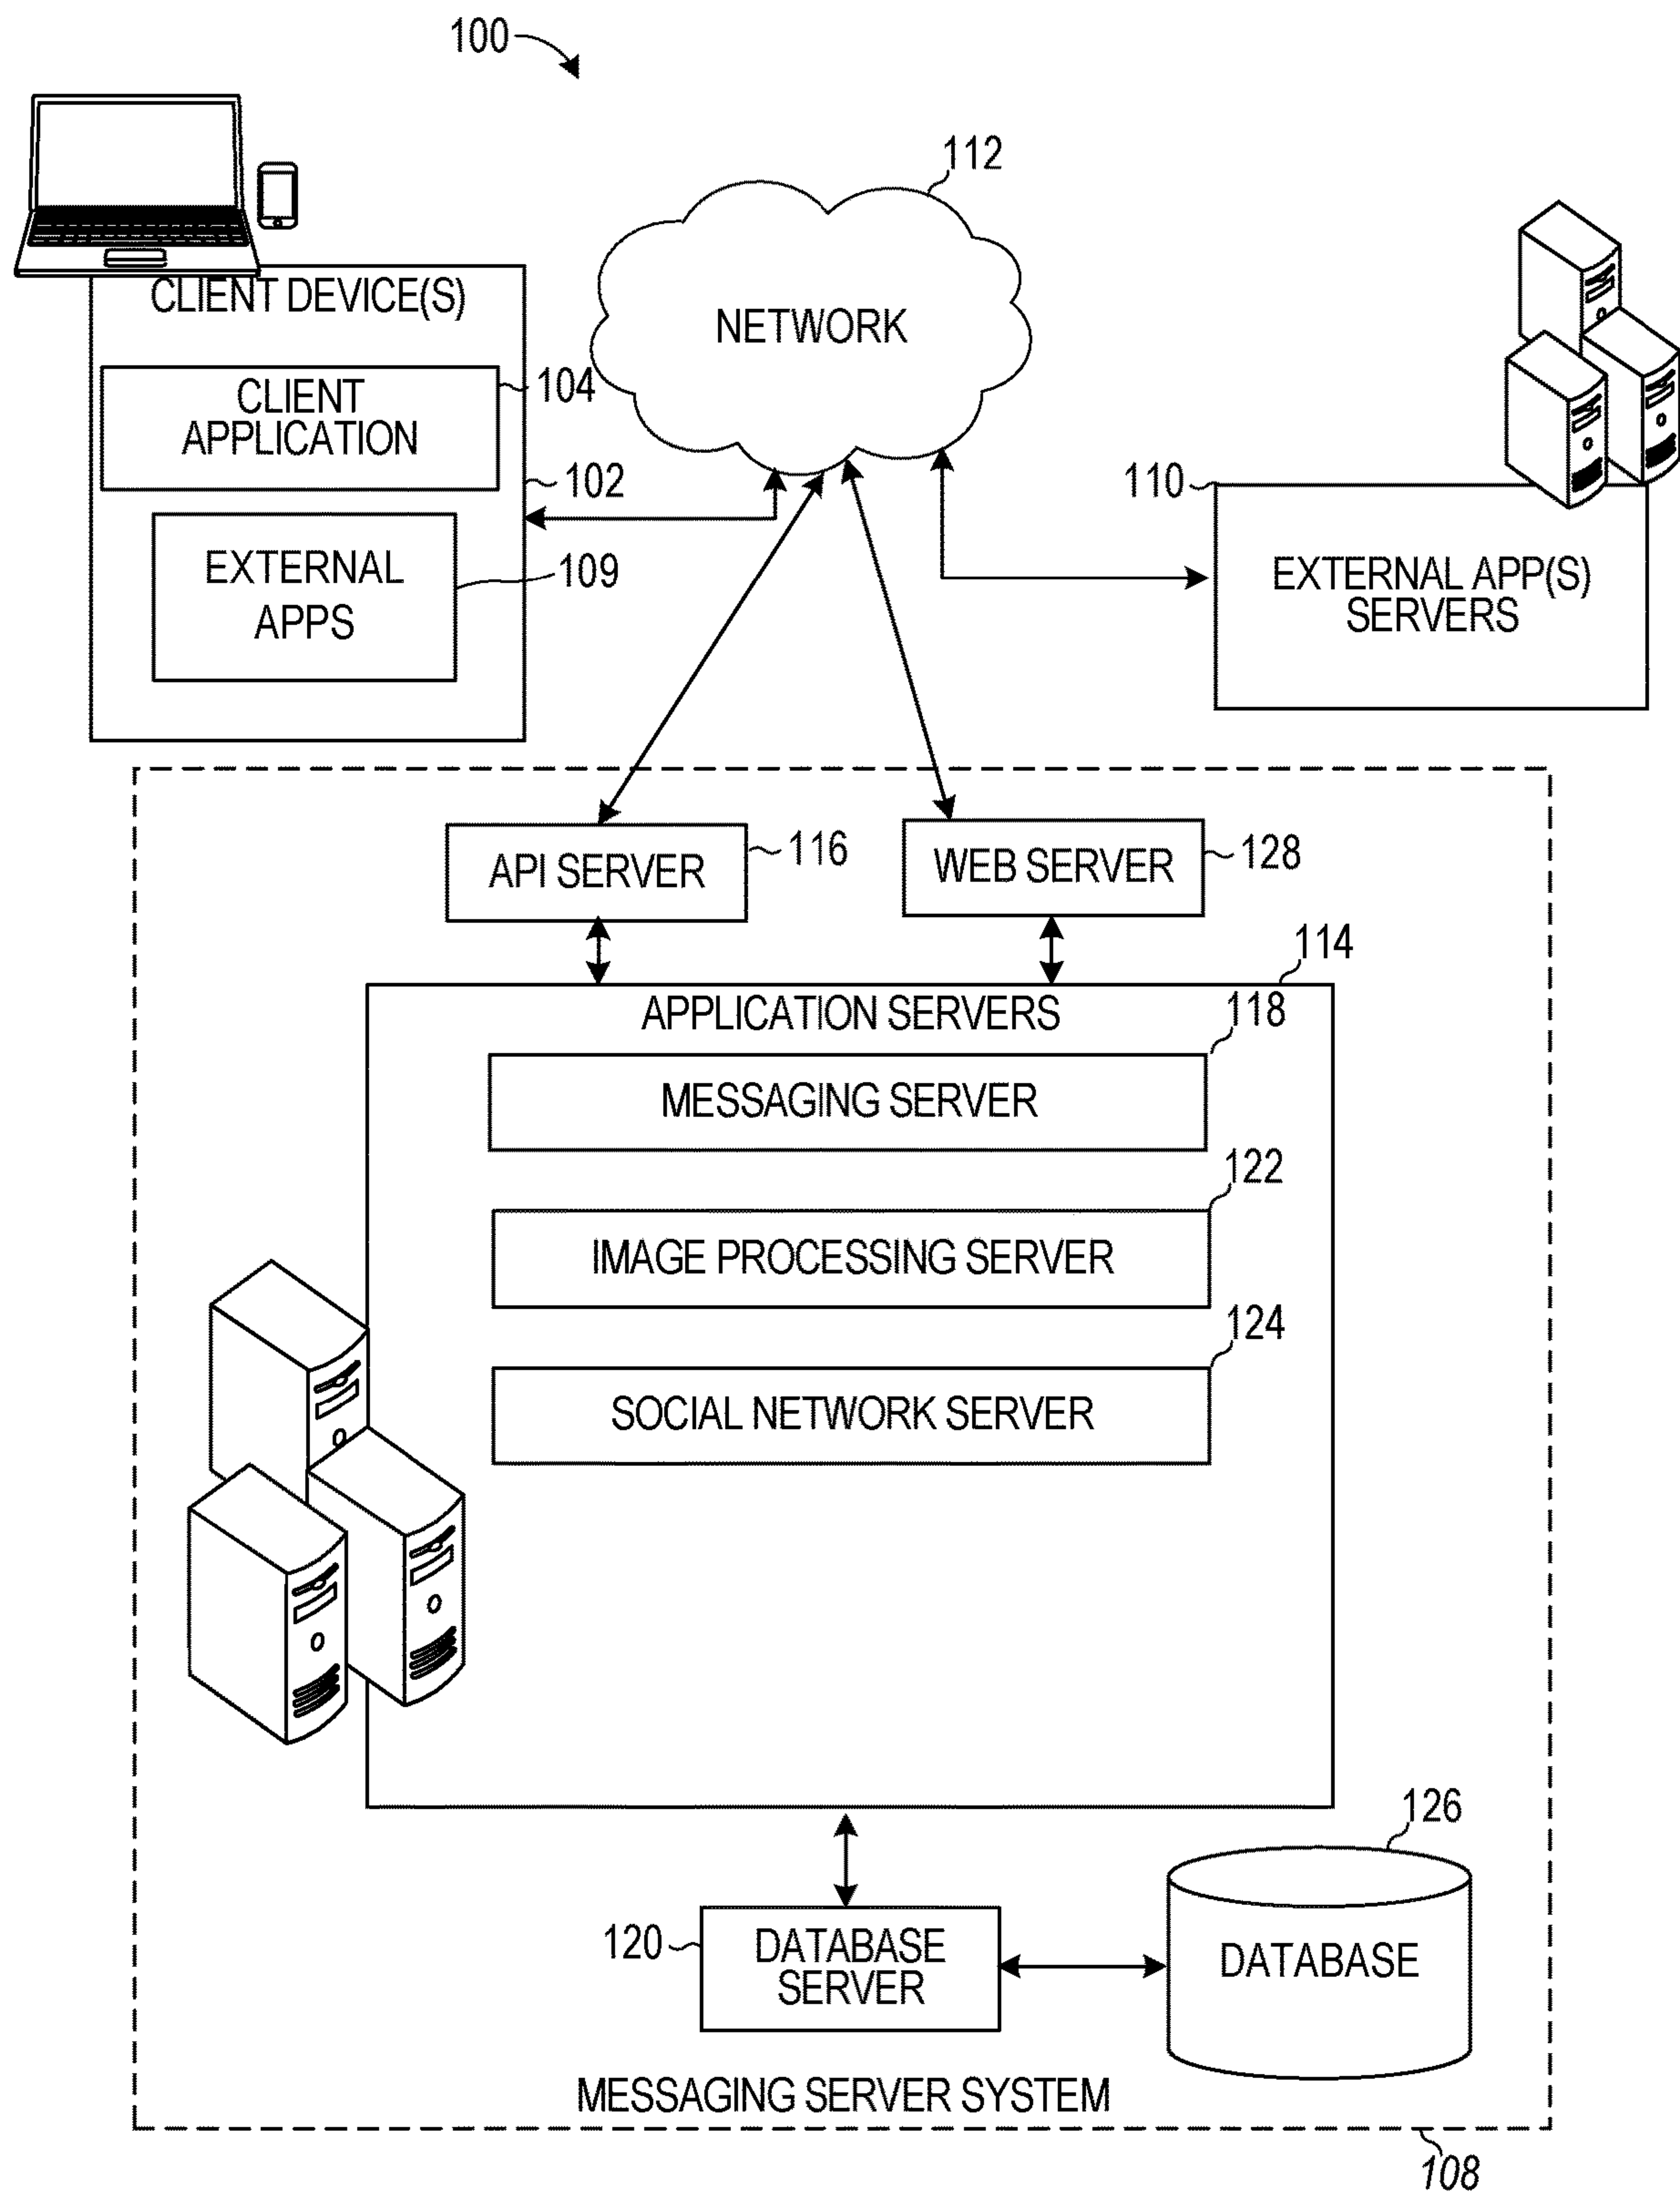 100
112
CLIENT DEVICE(S)
NETWORK
104
CLIENT
APPLICATION
102
110
EXTERNAL
APPS
109
EXTERNAL APP(S)
SERVERS
API SERVER
116
WEB SERVER
128
114
APPLICATION SERVERS
118
MESSAGING SERVER
122
IMAGE PROCESSING SERVER
124
SOCIAL NETWORK SERVER
126
120
DATABASE
SERVER
DATABASE
MESSAGING SERVER SYSTEM
108